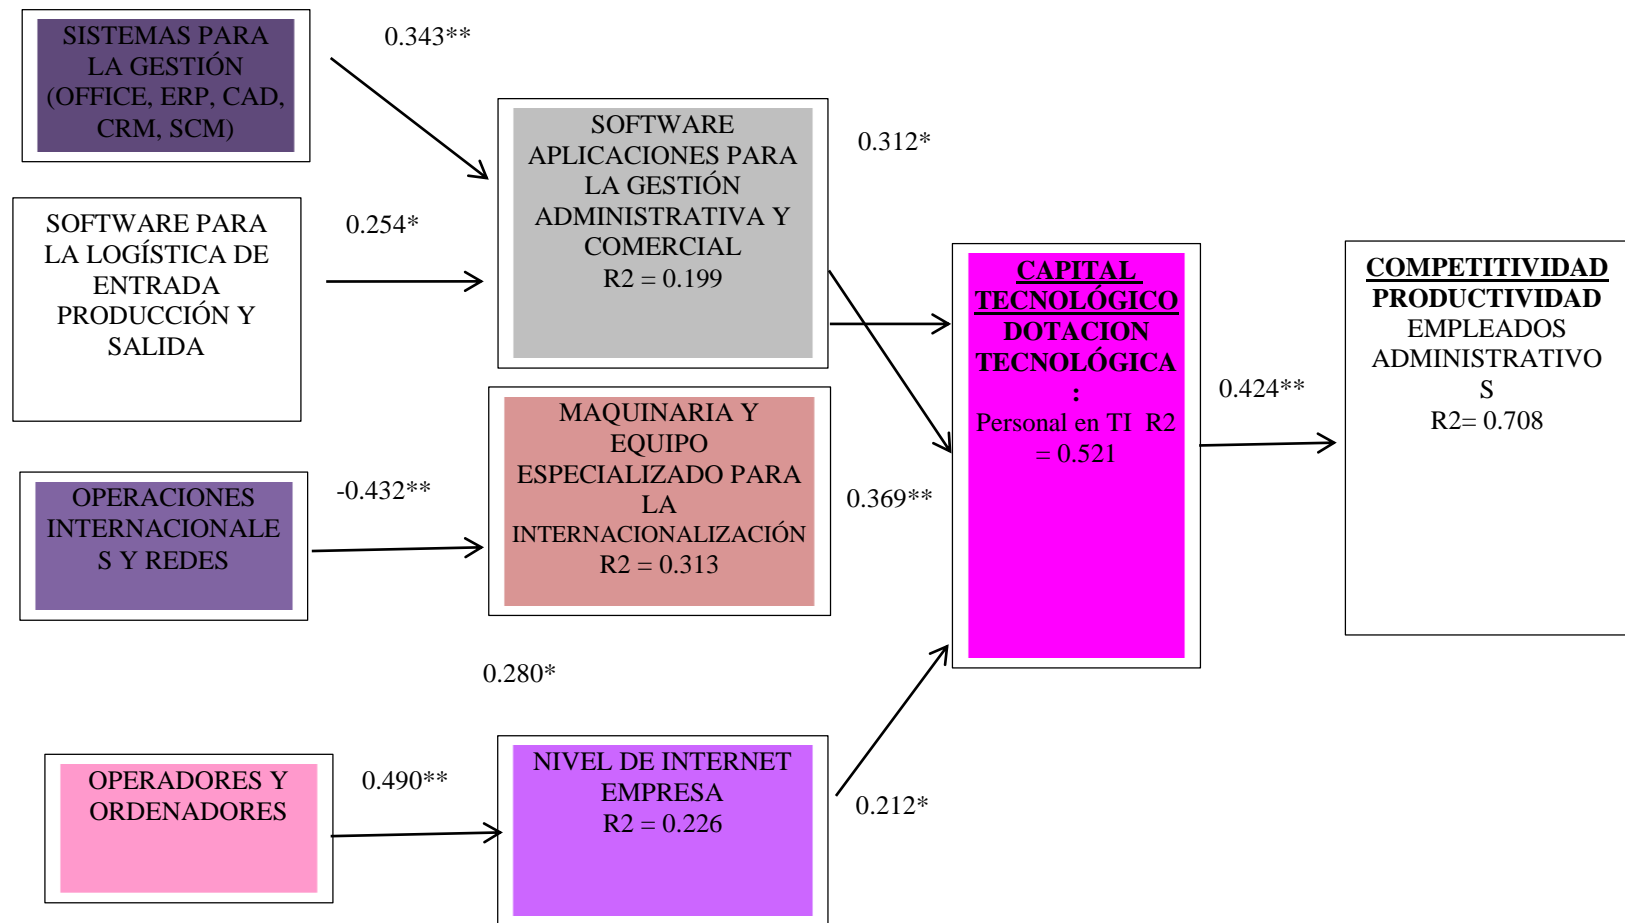 SISTEMAS PARA
LA GESTIÓN
(OFFICE, ERP, CAD,
CRM, SCM)
0.343**
SOFTWARE PARA
LA LOGÍSTICA DE
ENTRADA
PRODUCCIÓN Y
SALIDA
0.254*
OPERACIONES
INTERNACIONALE
S Y REDES
-0.432**
OPERADORES Y
ORDENADORES
0.490**
SOFTWARE
APLICACIONES PARA
LA GESTIÓN
ADMINISTRATIVA Y
COMERCIAL
R2 = 0.199
0.312*
MAQUINARIA Y
EQUIPO
ESPECIALIZADO PARA
LA
INTERNACIONALIZACIÓN
R2 = 0.313
0.369**
0.280*
NIVEL DE INTERNET
EMPRESA
R2 = 0.226
0.212*
CAPITAL
TECNOLÓGICO
DOTACION
TECNOLÓGICA
:
Personal en TI R2
= 0.521
0.424**
COMPETITIVIDAD
PRODUCTIVIDAD
EMPLEADOS
ADMINISTRATIVO
S
R2= 0.708